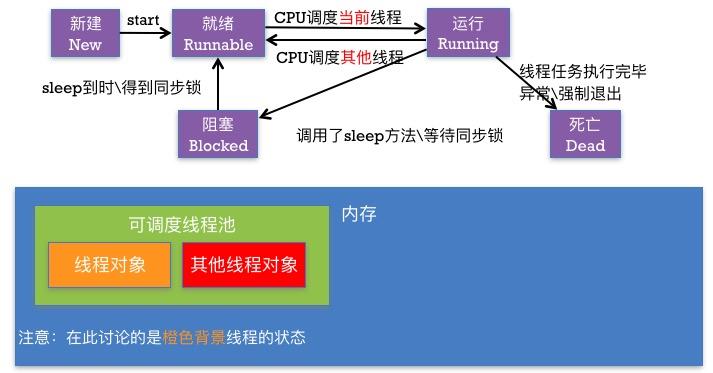 新建
New
start
就绪
Runnable
CPU调度当前线程
CPU调度其他线程
运行
Running
sleep到时\得到同步锁
线程任务执行完毕
异常\强制退出
阻塞
Blocked
调用了sleep方法\等待同步锁
死亡
Dead
内存
可调度线程池
线程对象
其他线程对象
注意：在此讨论的是橙色背景线程的状态